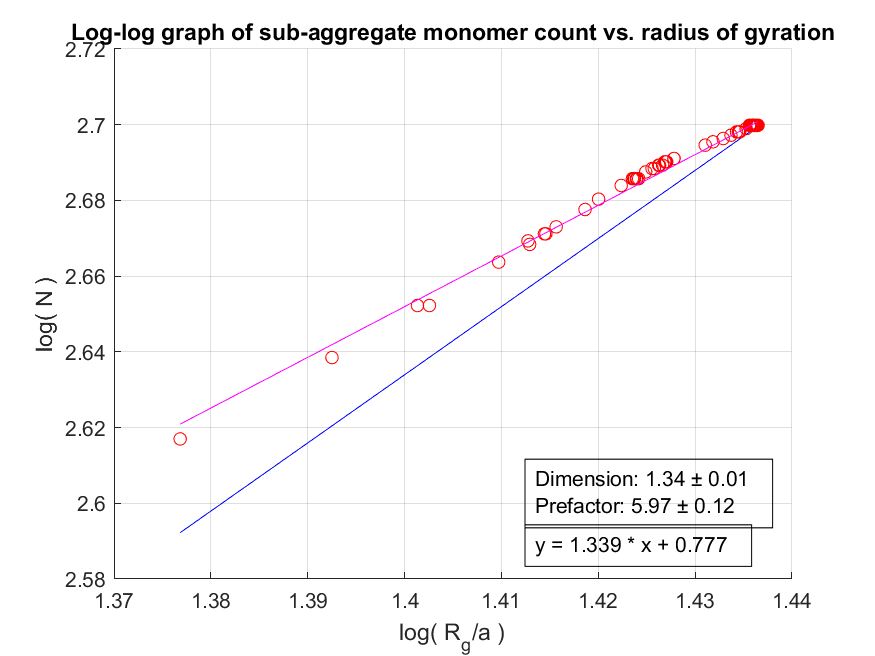 Log-log graph of sub-aggregate monomer count vs. radius of gyration
2.72
2.7
2.68
2.66
2.64
2.62
2.6
2.58
log( N )
Dimension: 1.34 ± 0.01
Prefactor: 5.97 ± 0.12
y = 1.339 * x + 0.777
1.37 1.38 1.39 1.4 1.41 1.42 1.43 1.44
log( R_g/a )